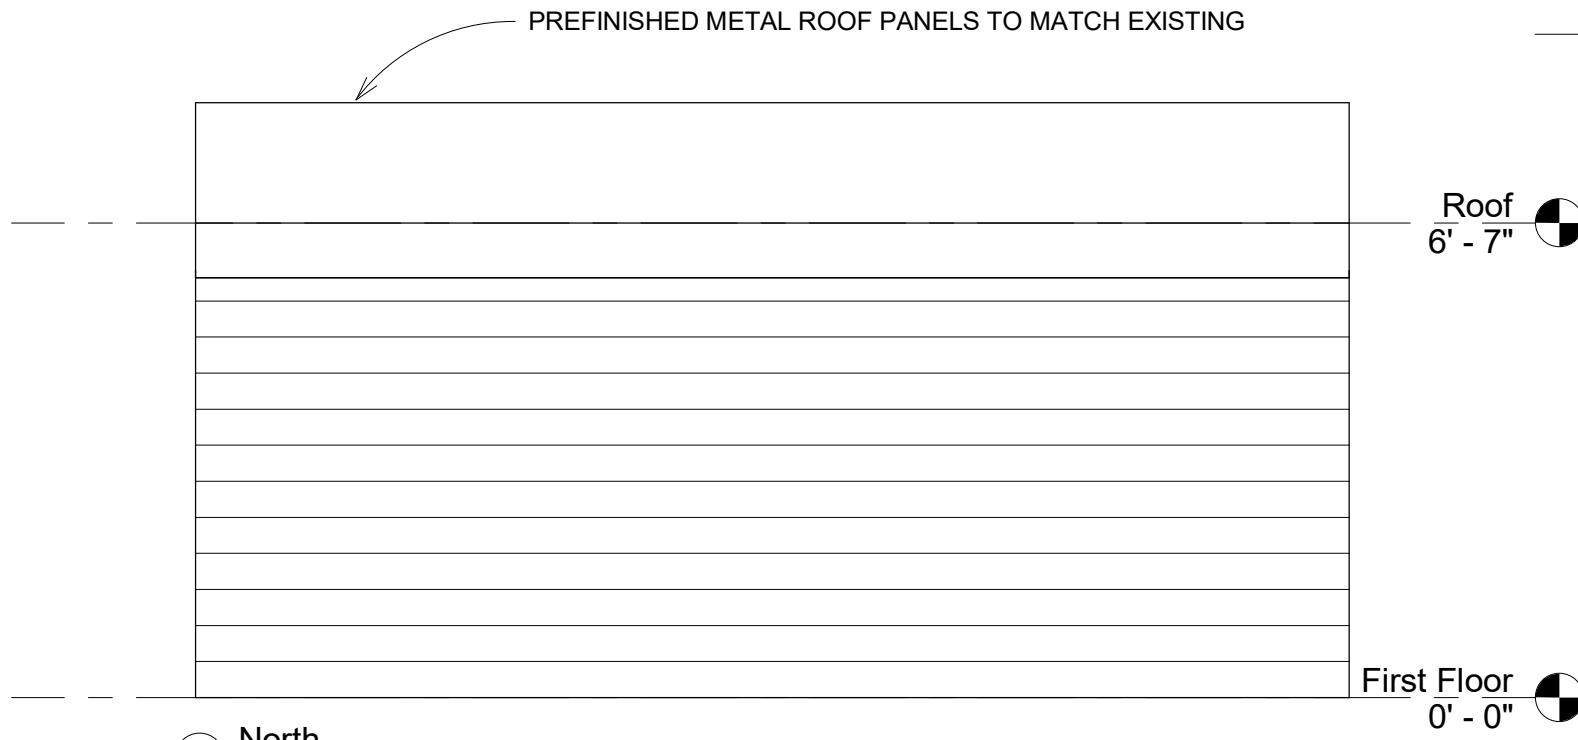 PREFINISHED METAL ROOF PANELS TO MATCH EXISTING
Roof
6' - 7"
First Floor
0' - 0"
North